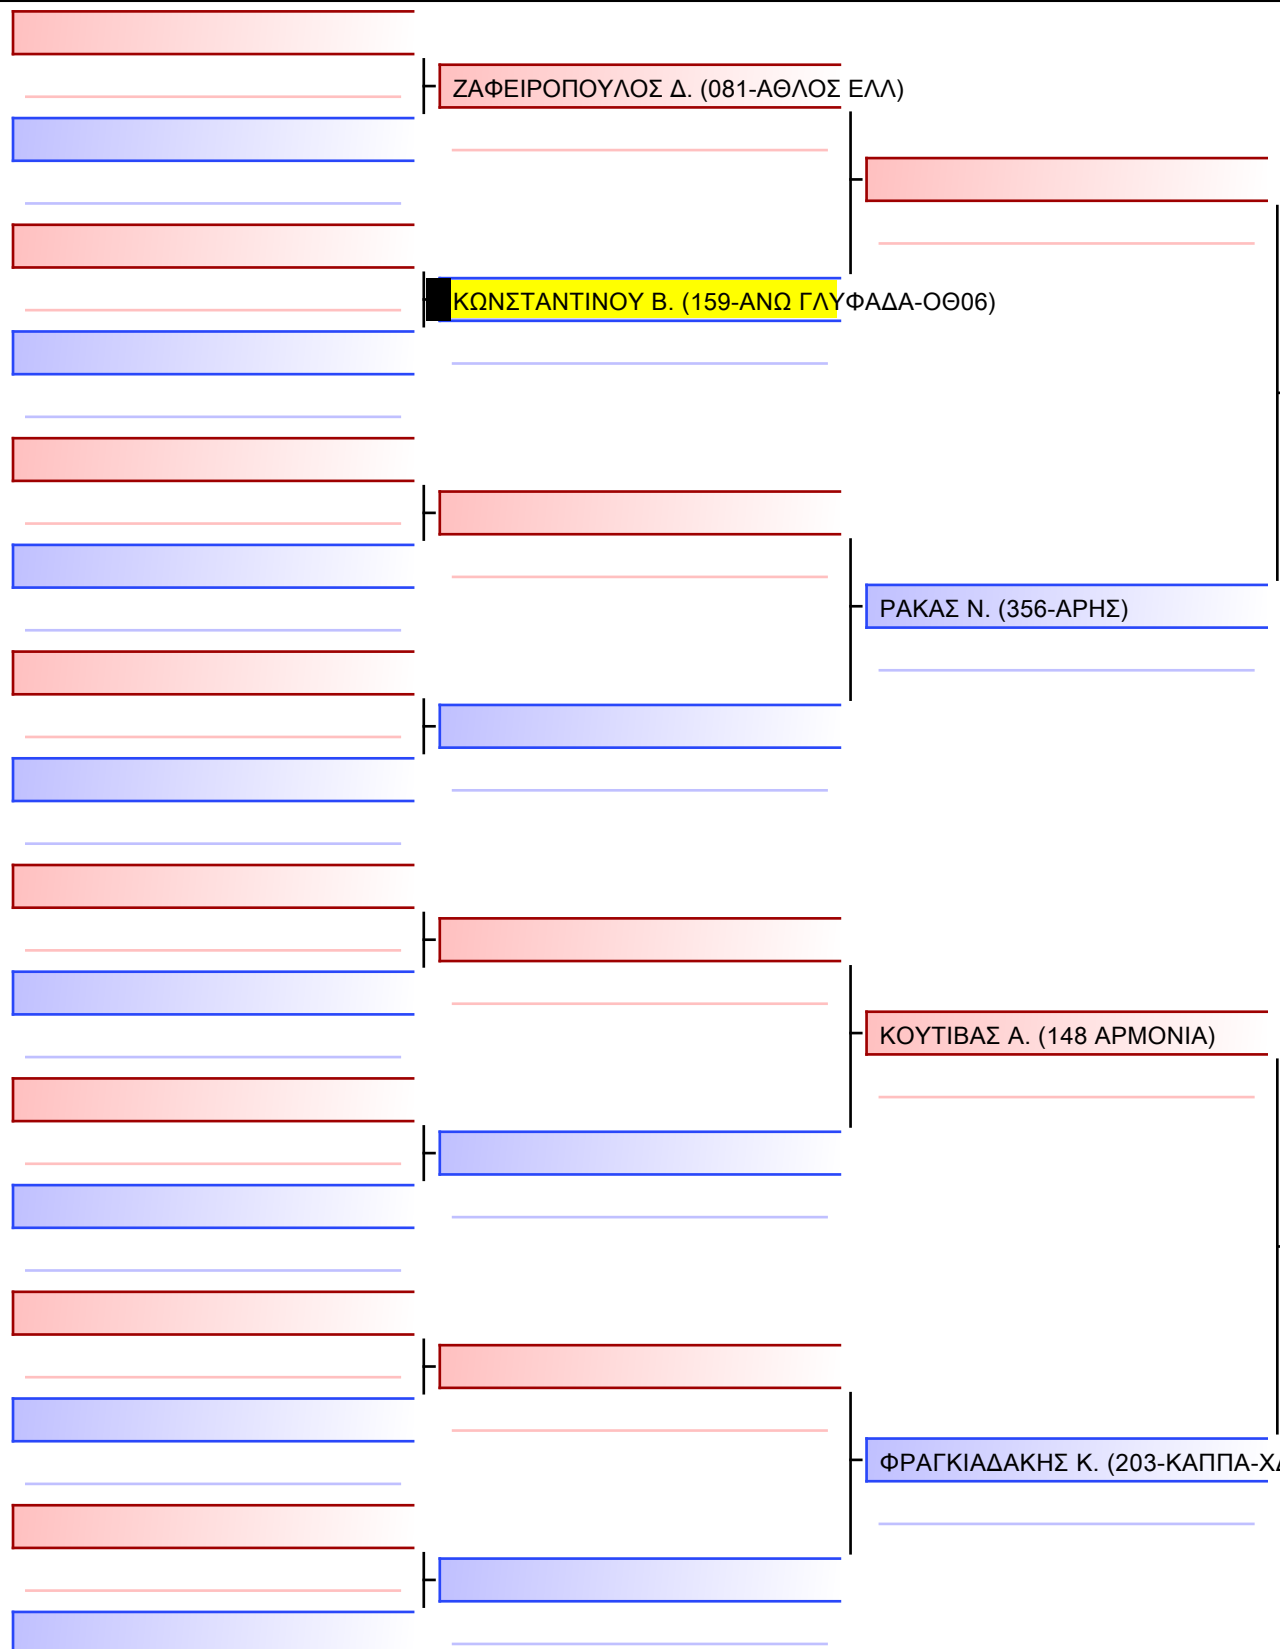 ΖΑΦΕΙΡΟΠΟΥΛΟΣ Δ. (081-ΑΘΛΟΣ ΕΛΛ)
ΚΩΝΣΤΑΝΤΙΝΟΥ Β. (159-ΑΝΩ ΓΛΥΦΑΔΑ-ΟΘ06)
ΡΑΚΑΣ Ν. (356-ΑΡΗΣ)
ΚΟΥΤΙΒΑΣ Α. (148 ΑΡΜΟΝΙΑ)
ΦΡΑΓΚΙΑΔΑΚΗΣ Κ. (203-ΚΑΠΠΑ-Χ